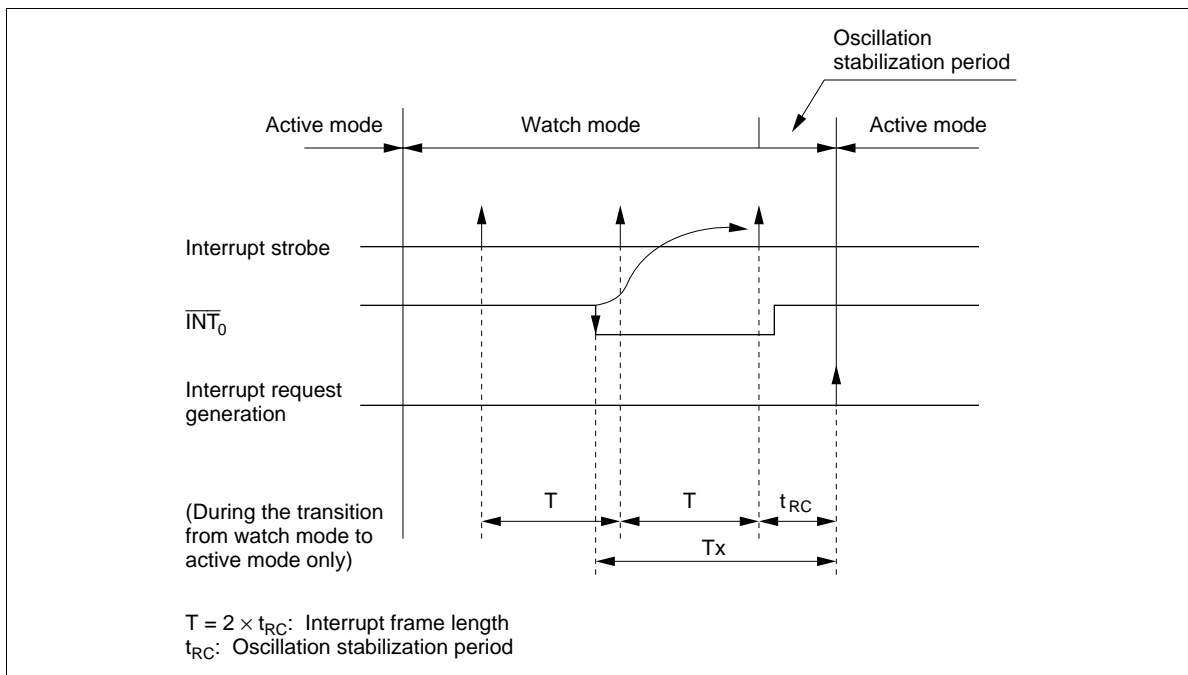 Oscillation
stabilization period
Active mode
Watch mode
Active mode
Interrupt strobe
INT0
Interrupt request
generation
(During the transition
from watch mode to
active mode only)
T
T
tRC
Tx
T = 2 × tRC: Interrupt frame length
tRC: Oscillation stabilization period